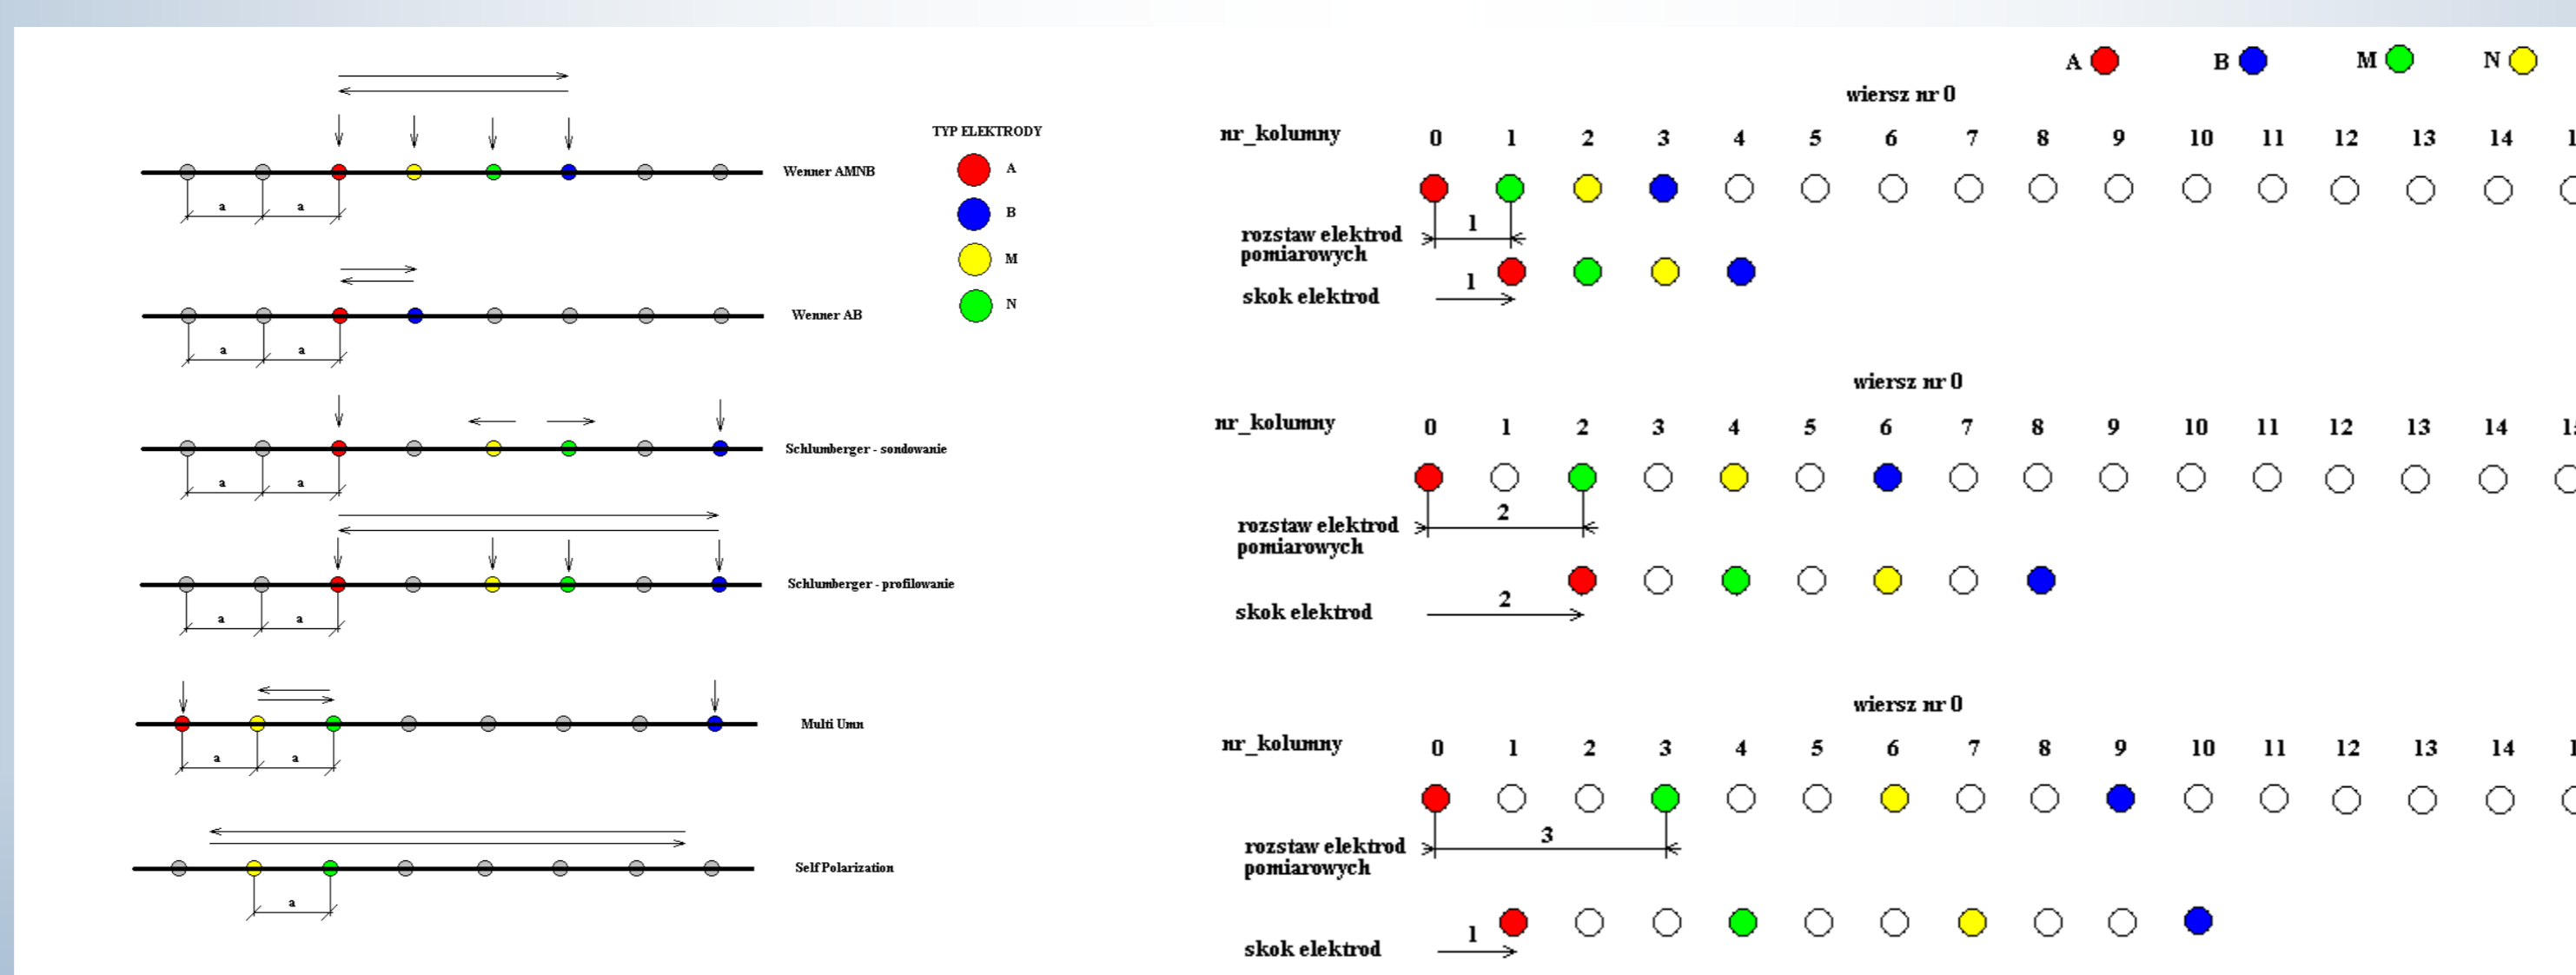 TYP ELEKTRODY
A
B
M
N
Wenner AMNB
a a
Wenner AB
a a
Schlumberger - sondowanie
a a
Schlumberger - profilowanie
a a
Multi Umn
a a
Self Polarization
a
A B M N
wiersz nr 0
nr_kolumny 0 1 2 3 4 5 6 7 8 9 10 11 12 13 14
rozstaw elektrod 1
pomiarowych
skok elektrod 1
wiersz nr 0
nr_kolumny 0 1 2 3 4 5 6 7 8 9 10 11 12 13 14
rozstaw elektrod 2
pomiarowych
skok elektrod 2
wiersz nr 0
nr_kolumny 0 1 2 3 4 5 6 7 8 9 10 11 12 13 14
rozstaw elektrod 3
pomiarowych
skok elektrod 1